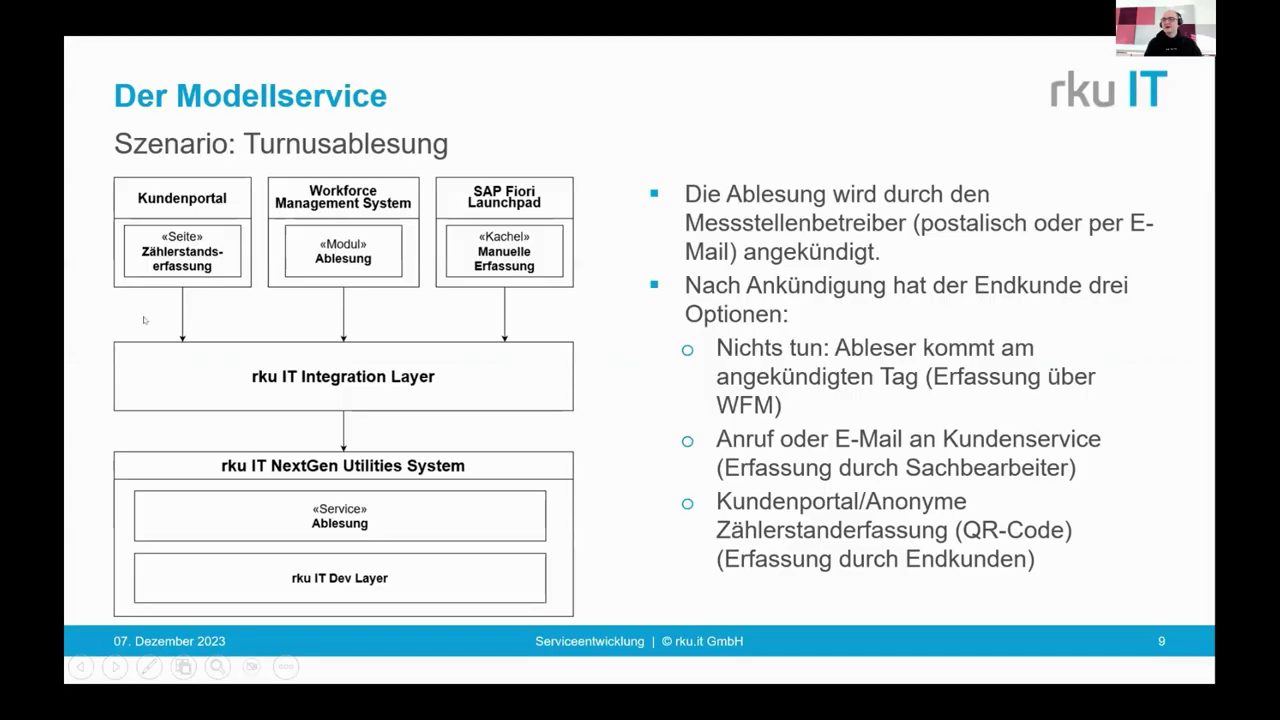 Der Modellservice
rku IT
Szenario: Turnusablesung
Kundenportal
«Seite»
Zählerstands-
erfassung
Workforce
Management System
«Modul»
Ablesung
SAP Fiori
Launchpad
«Kachel»
Manuelle
Erfassung
rku IT Integration Layer
rku IT NextGen Utilities System
«Service»
Ablesung
rku IT Dev Layer
Die Ablesung wird durch den
Messstellenbetreiber (postalisch oder per E-
Mail) angekündigt.
Nach Ankündigung hat der Endkunde drei
Optionen:
Nichts tun: Ableser kommt am
angekündigten Tag (Erfassung über
WFM)
Anruf oder E-Mail an Kundenservice
(Erfassung durch Sachbearbeiter)
Kundenportal/Anonyme
Zählerstanderfassung (QR-Code)
(Erfassung durch Endkunden)
07. Dezember 2023
Serviceentwicklung | © rku.it GmbH
9